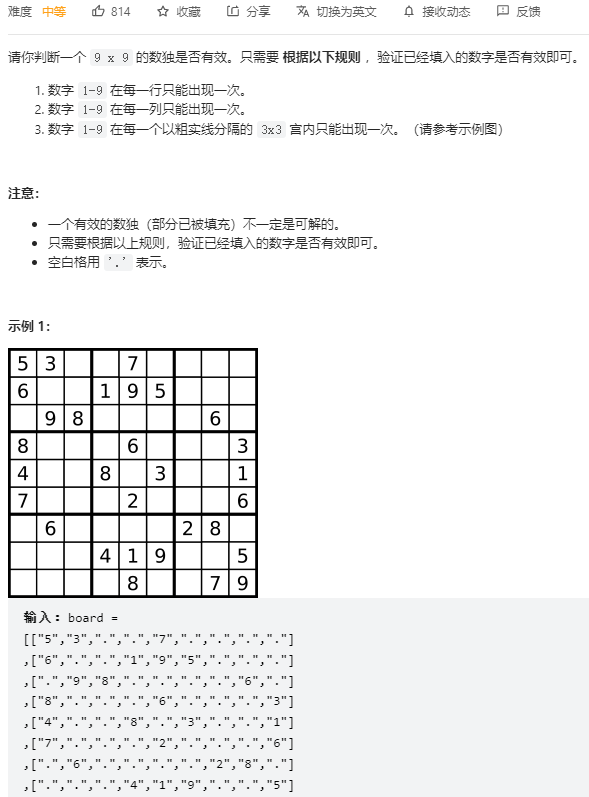 难度 中等 814 收藏 分享 切换为英文 接收动态 反馈
请你判断一个 9 x 9 的数独是否有效。只需要 根据以下规则 ，验证已经填入的数字是否有效即可。
1. 数字 1-9 在每一行只能出现一次。
2. 数字 1-9 在每一列只能出现一次。
3. 数字 1-9 在每一个以粗实线分隔的 3x3 宫内只能出现一次。（请参考示例图）
注意：
一个有效的数独（部分已被填充）不一定是可解的。
只需要根据以上规则，验证已经填入的数字是否有效即可。
空白格用 '.' 表示。
示例 1：
5 3 7
6 1 9 5
9 8 6
8 6 3
4 8 3 1
7 2 6
6 2 8
4 1 9 5
8 7 9
输入：board =
[["5","3",".",".","7",".",".",".","."]
,["6",".",".","1","9","5",".",".","."]
,[".","9","8",".",".",".",".","6","."]
,["8",".",".",".","6",".",".",".","3"]
,["4",".",".","8",".","3",".",".","1"]
,["7",".",".",".","2",".",".",".","6"]
,[".","6",".",".",".",".","2","8","."]
,[".",".",".","4","1","9",".",".","5"]